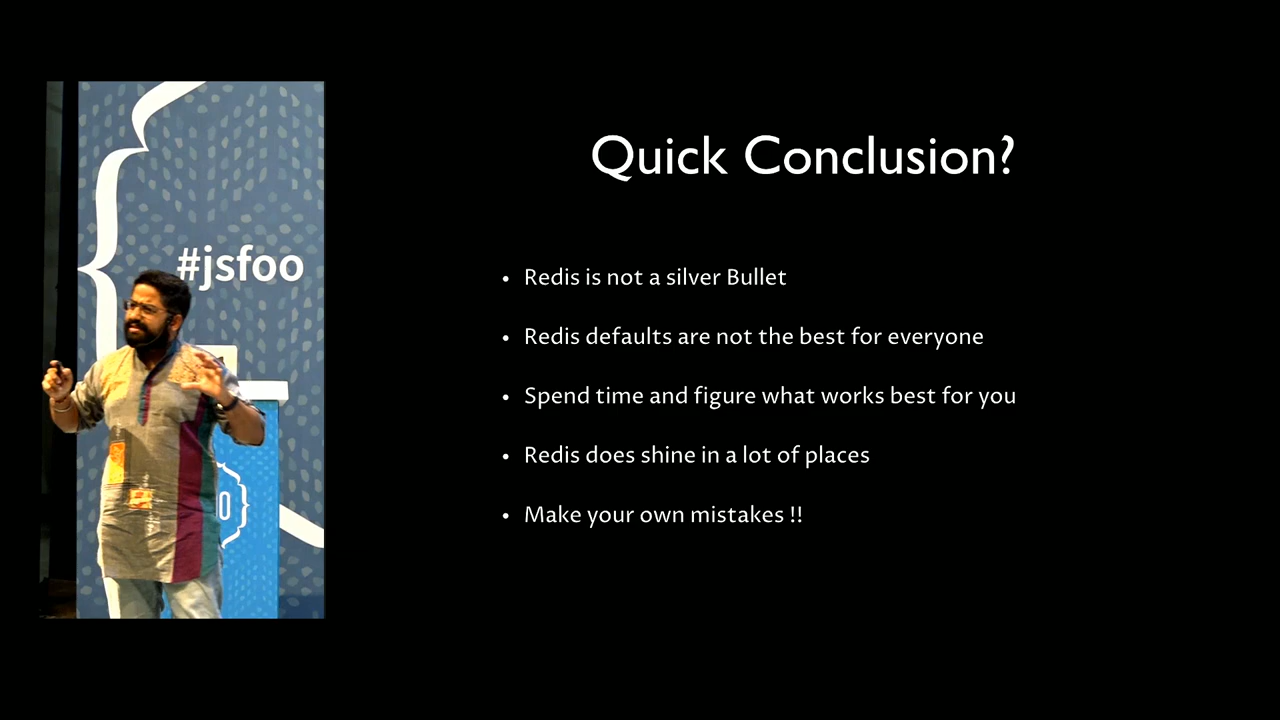 Quick Conclusion?
#jsfoo
• Redis is not a silver Bullet
• Redis defaults are not the best for everyone
• Spend time and figure what works best for you
• Redis does shine in a lot of places
• Make your own mistakes !!